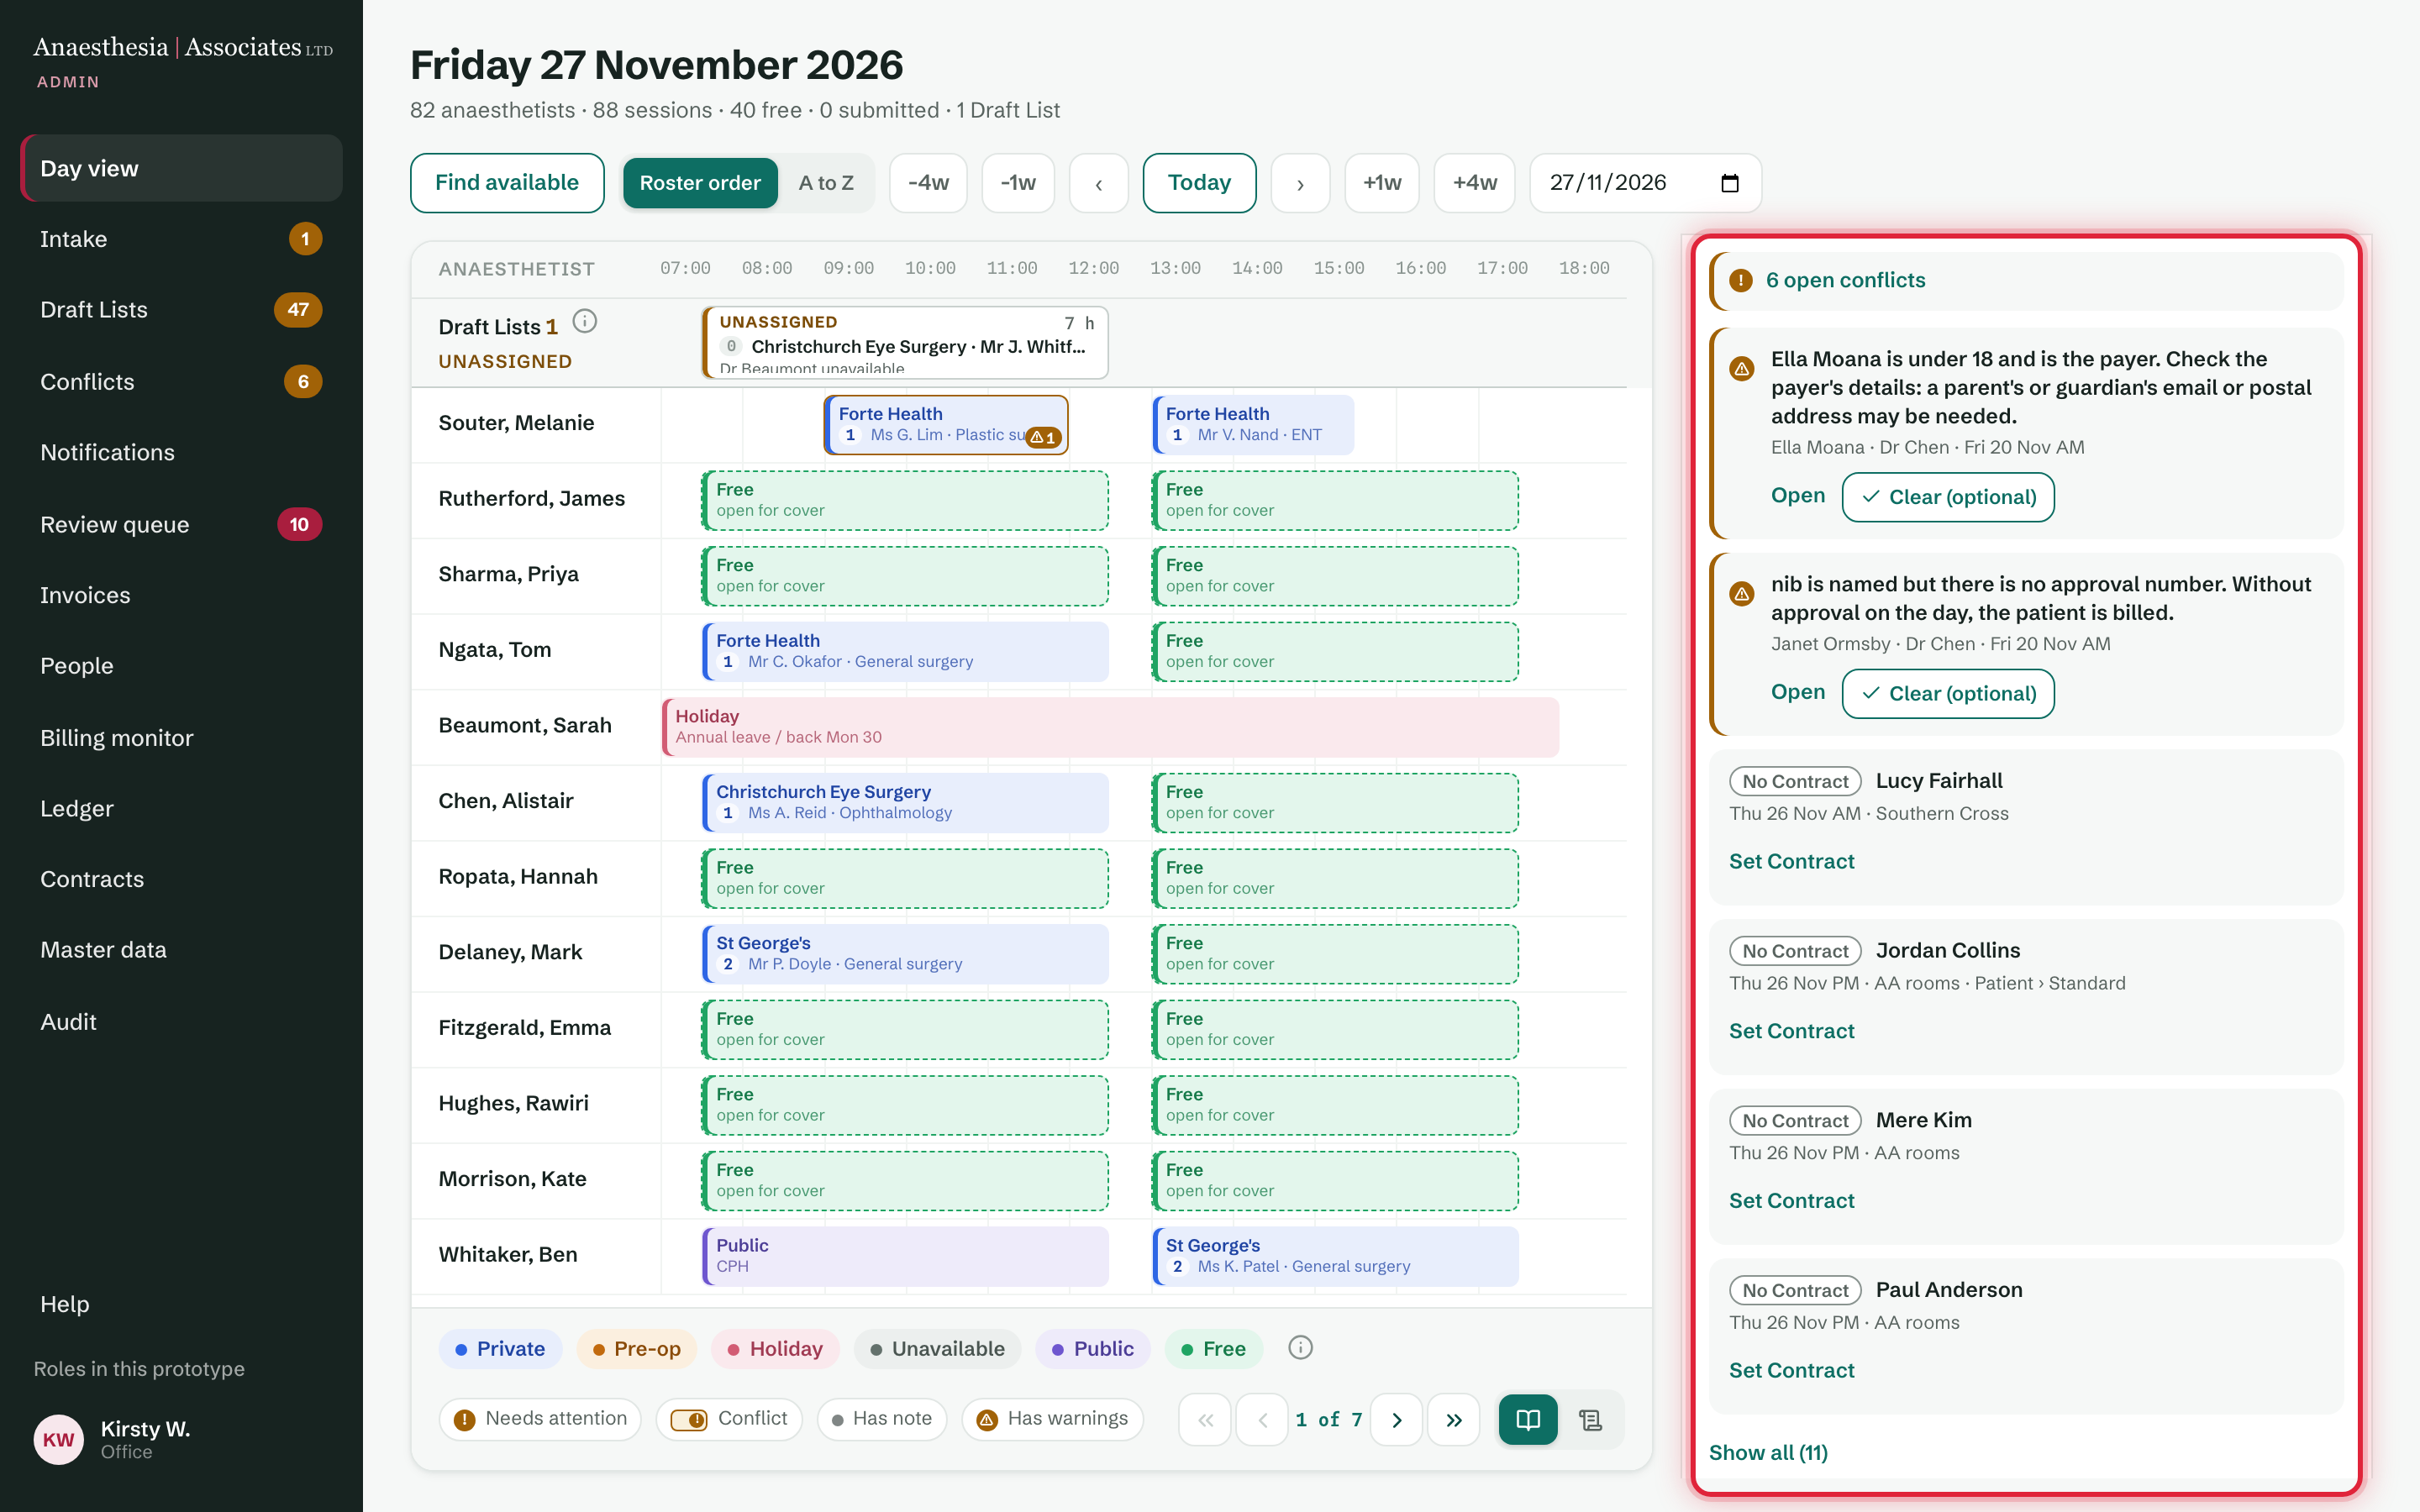 Anaesthesia | Associates LTD
ADMIN
Day view
Intake 1
Draft Lists 47
Conflicts 6
Notifications
Review queue 10
Invoices
People
Billing monitor
Ledger
Contracts
Master data
Audit
Help
Roles in this prototype
KW
Kirsty W.
Office
Friday 27 November 2026
82 anaesthetists · 88 sessions · 40 free · 0 submitted · 1 Draft List
Find available
Roster order
A to Z
-4w
-1w
‹
Today
›
+1w
+4w
27/11/2026
ANAESTHETIST 07:00 08:00 09:00 10:00 11:00 12:00 13:00 14:00 15:00 16:00 17:00 18:00
Draft Lists 1
UNASSIGNED
UNASSIGNED 7 h
0 Christchurch Eye Surgery · Mr J. Whitf...
Dr Beaumont unavailable
Souter, Melanie
Forte Health
1 Ms G. Lim · Plastic su
1
Forte Health
1 Mr V. Nand · ENT
Rutherford, James
Free
open for cover
Free
open for cover
Sharma, Priya
Free
open for cover
Free
open for cover
Ngata, Tom
Forte Health
1 Mr C. Okafor · General surgery
Free
open for cover
Beaumont, Sarah
Holiday
Annual leave / back Mon 30
Chen, Alistair
Christchurch Eye Surgery
1 Ms A. Reid · Ophthalmology
Free
open for cover
Ropata, Hannah
Free
open for cover
Free
open for cover
Delaney, Mark
St George's
2 Mr P. Doyle · General surgery
Free
open for cover
Fitzgerald, Emma
Free
open for cover
Free
open for cover
Hughes, Rawiri
Free
open for cover
Free
open for cover
Morrison, Kate
Free
open for cover
Free
open for cover
Whitaker, Ben
Public
CPH
St George's
2 Ms K. Patel · General surgery
Private
Pre-op
Holiday
Unavailable
Public
Free
Needs attention
Conflict
Has note
Has warnings
« ‹ 1 of 7 › »
6 open conflicts
Ella Moana is under 18 and is the payer. Check the
payer's details: a parent's or guardian's email or postal
address may be needed.
Ella Moana · Dr Chen · Fri 20 Nov AM
Open ✓ Clear (optional)
nib is named but there is no approval number. Without
approval on the day, the patient is billed.
Janet Ormsby · Dr Chen · Fri 20 Nov AM
Open ✓ Clear (optional)
No Contract Lucy Fairhall
Thu 26 Nov AM · Southern Cross
Set Contract
No Contract Jordan Collins
Thu 26 Nov PM · AA rooms · Patient › Standard
Set Contract
No Contract Mere Kim
Thu 26 Nov PM · AA rooms
Set Contract
No Contract Paul Anderson
Thu 26 Nov PM · AA rooms
Set Contract
Show all (11)